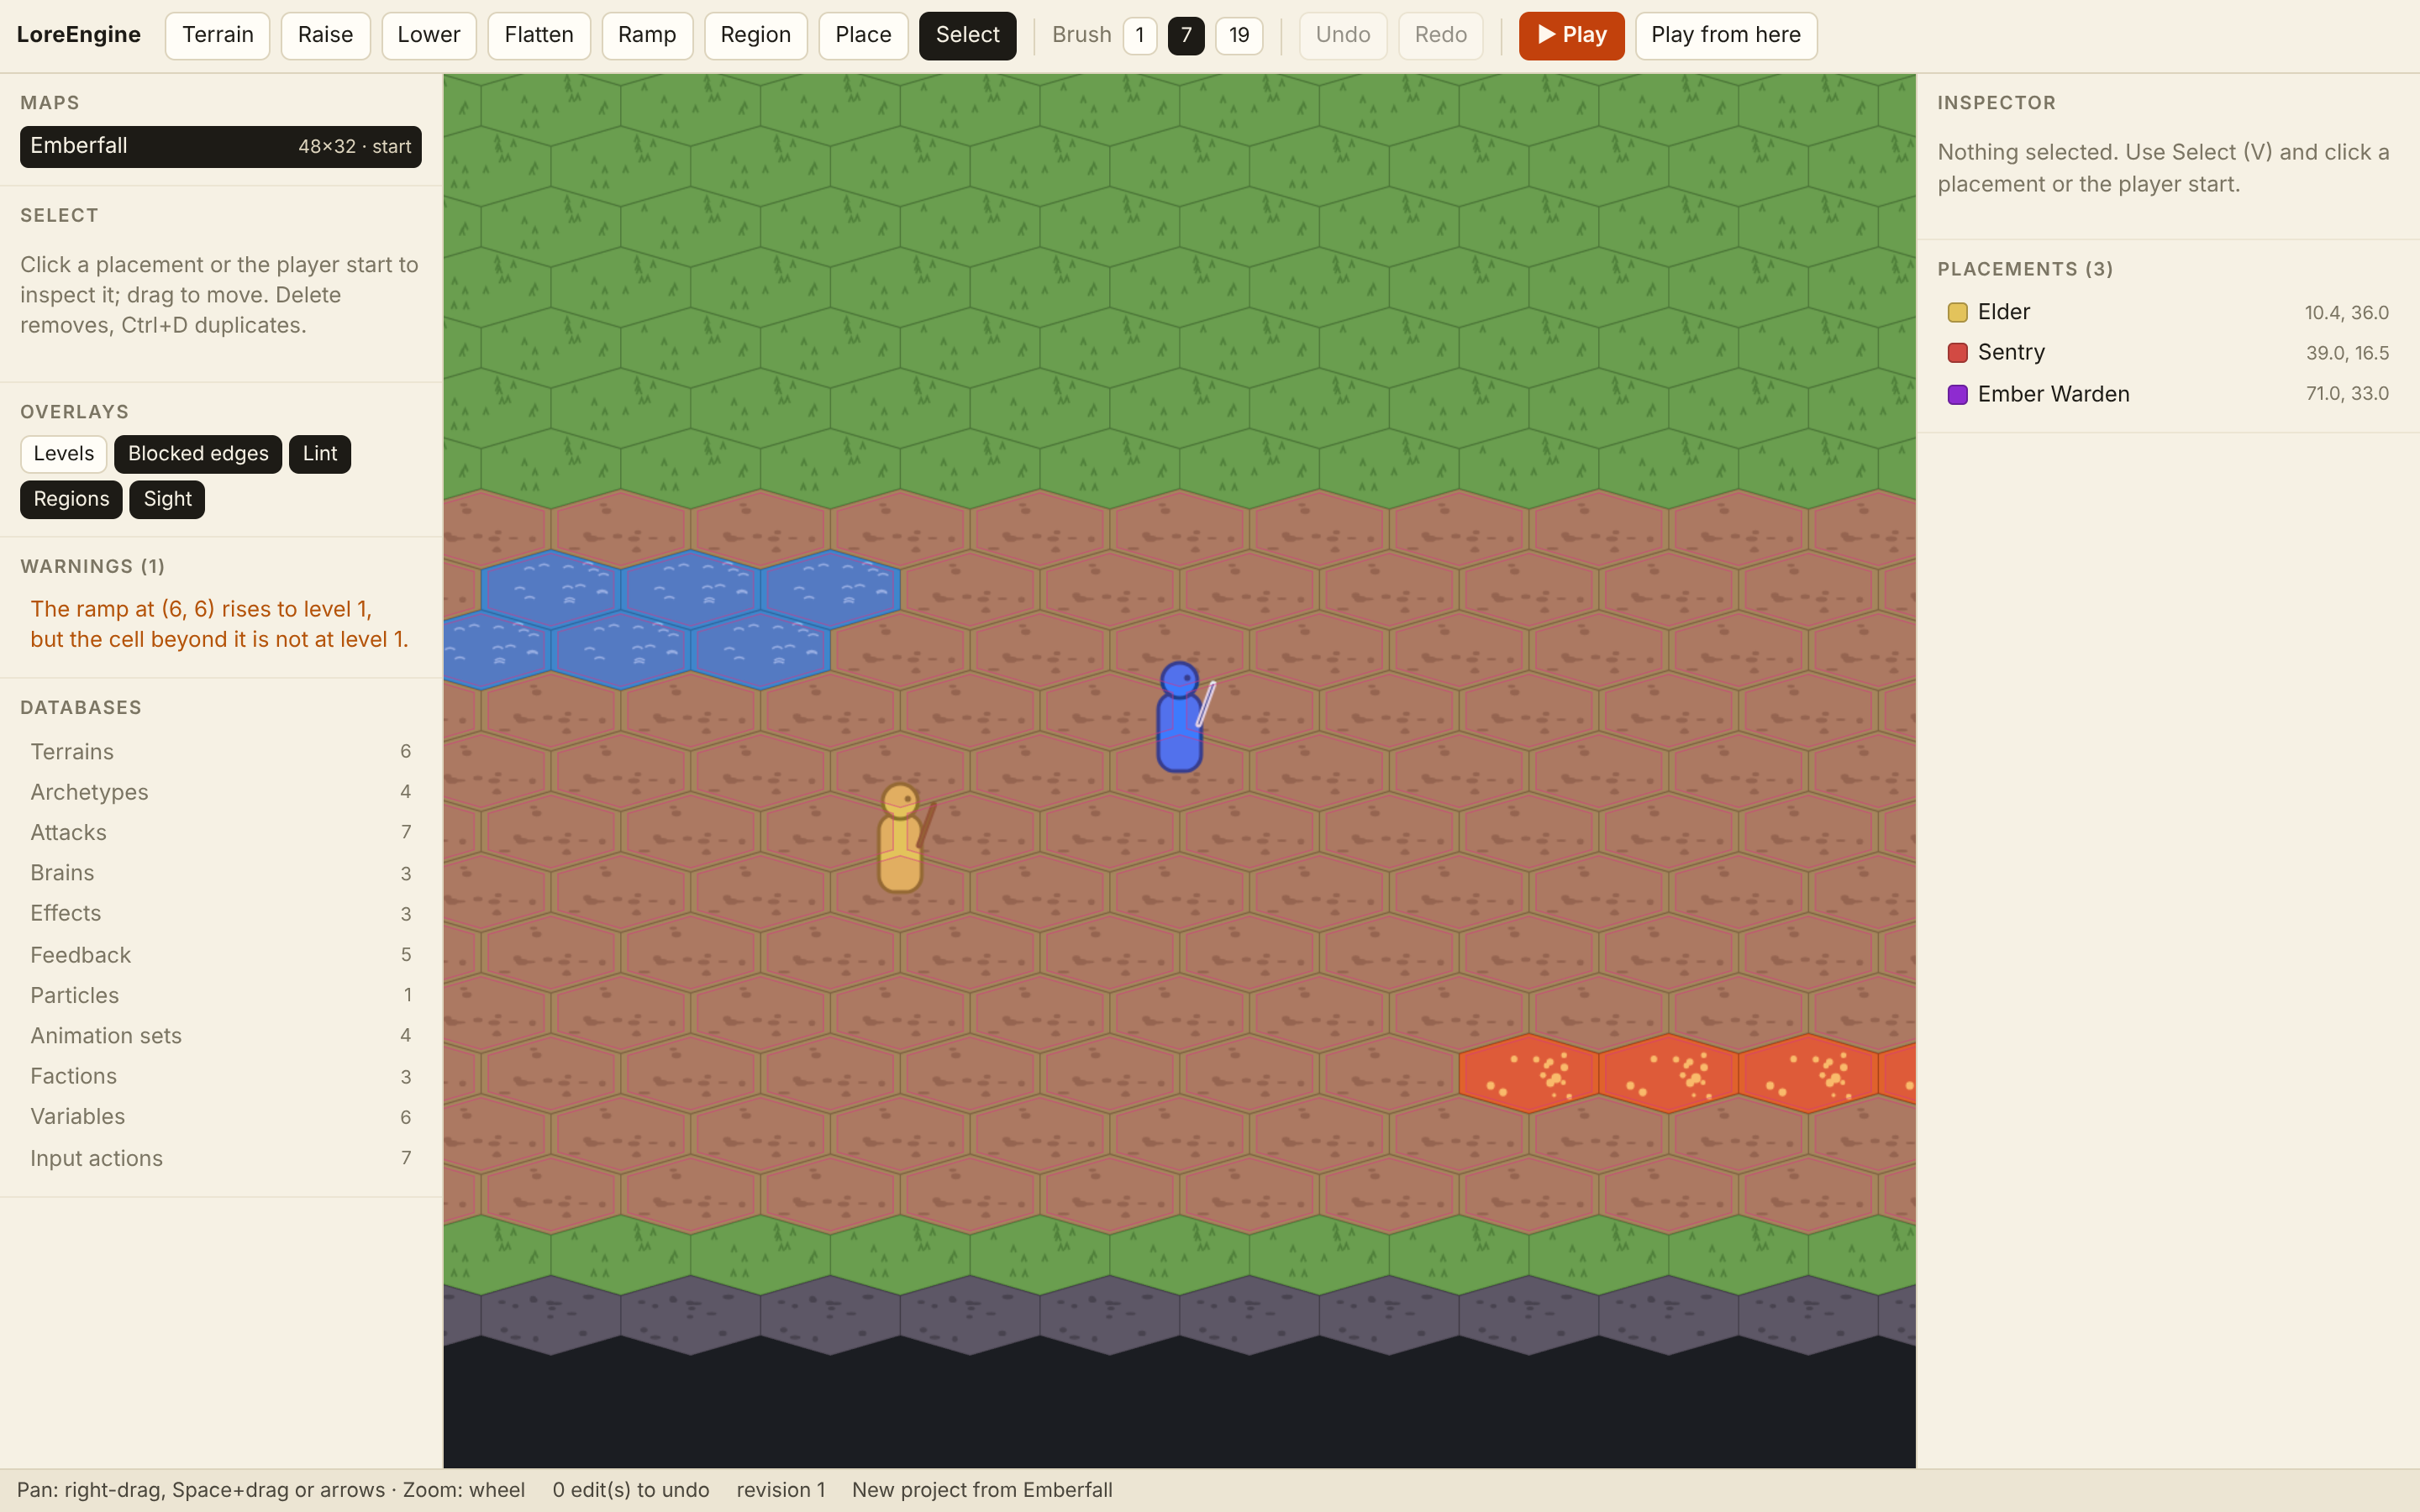 LoreEngine Terrain Raise Lower Flatten Ramp Region Place Select Brush 1 7 19 Undo Redo ▶ Play Play from here
MAPS
Emberfall 48×32 · start
SELECT
Click a placement or the player start to
inspect it; drag to move. Delete
removes, Ctrl+D duplicates.
OVERLAYS
Levels Blocked edges Lint
Regions Sight
WARNINGS (1)
The ramp at (6, 6) rises to level 1,
but the cell beyond it is not at level 1.
DATABASES
Terrains 6
Archetypes 4
Attacks 7
Brains 3
Effects 3
Feedback 5
Particles 1
Animation sets 4
Factions 3
Variables 6
Input actions 7
INSPECTOR
Nothing selected. Use Select (V) and click a
placement or the player start.
PLACEMENTS (3)
Elder 10.4, 36.0
Sentry 39.0, 16.5
Ember Warden 71.0, 33.0
Pan: right-drag, Space+drag or arrows · Zoom: wheel 0 edit(s) to undo revision 1 New project from Emberfall